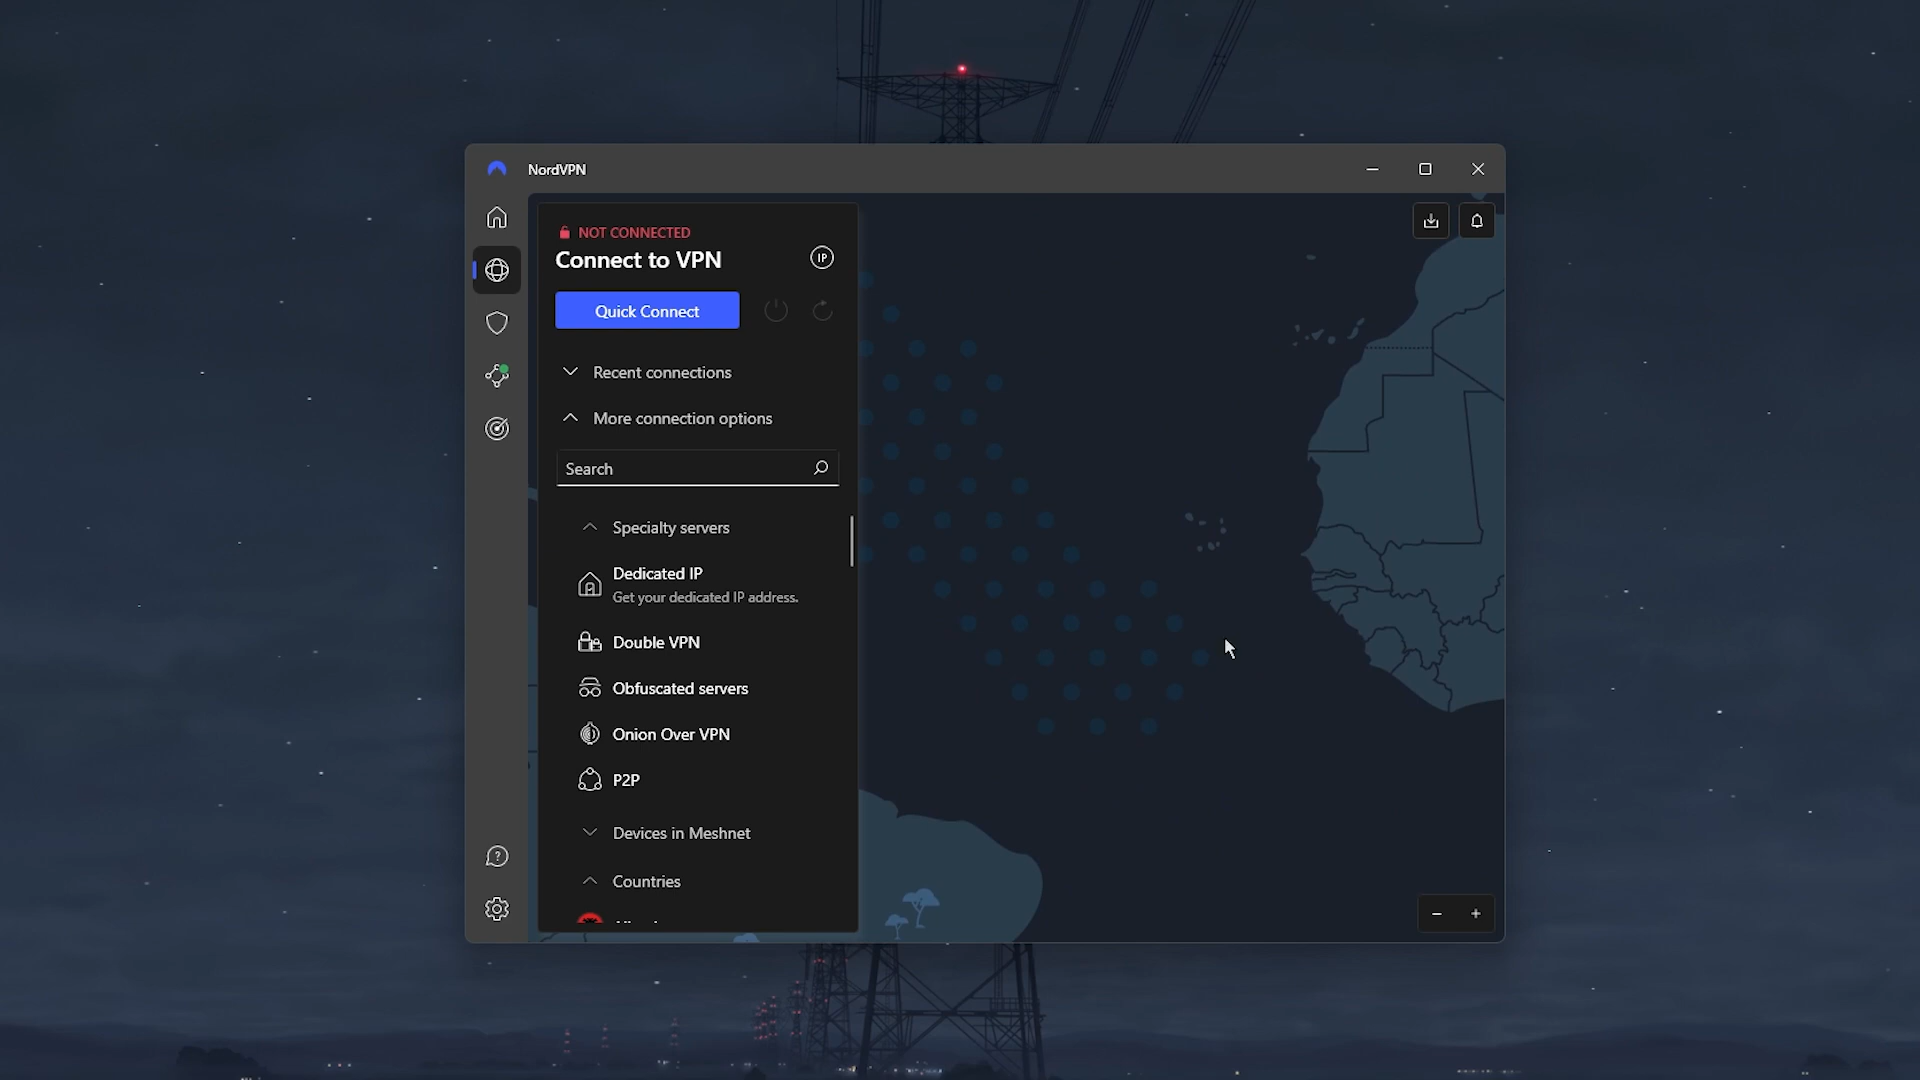 NordVPN
NOT CONNECTED
Connect to VPN
IP
Quick Connect
Recent connections
More connection options
Search
Specialty servers
Dedicated IP
Get your dedicated IP address.
Double VPN
Obfuscated servers
Onion Over VPN
P2P
Devices in Meshnet
Countries